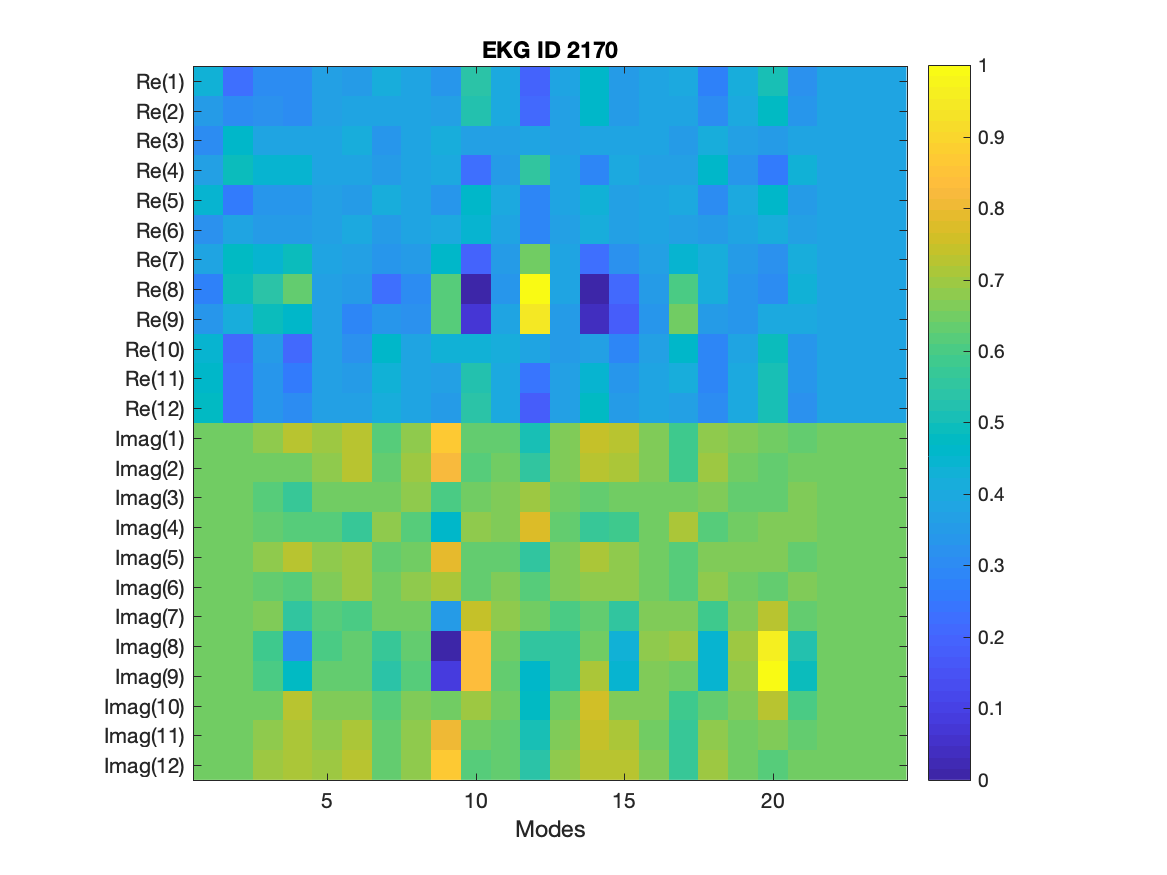 EKG ID 2170
Re(1)
Re(2)
Re(3)
Re(4)
Re(5)
Re(6)
Re(7)
Re(8)
Re(9)
Re(10)
Re(11)
Re(12)
Imag(1)
Imag(2)
Imag(3)
Imag(4)
Imag(5)
Imag(6)
Imag(7)
Imag(8)
Imag(9)
Imag(10)
Imag(11)
Imag(12)
5 10 15 20
Modes
1
0.9
0.8
0.7
0.6
0.5
0.4
0.3
0.2
0.1
0